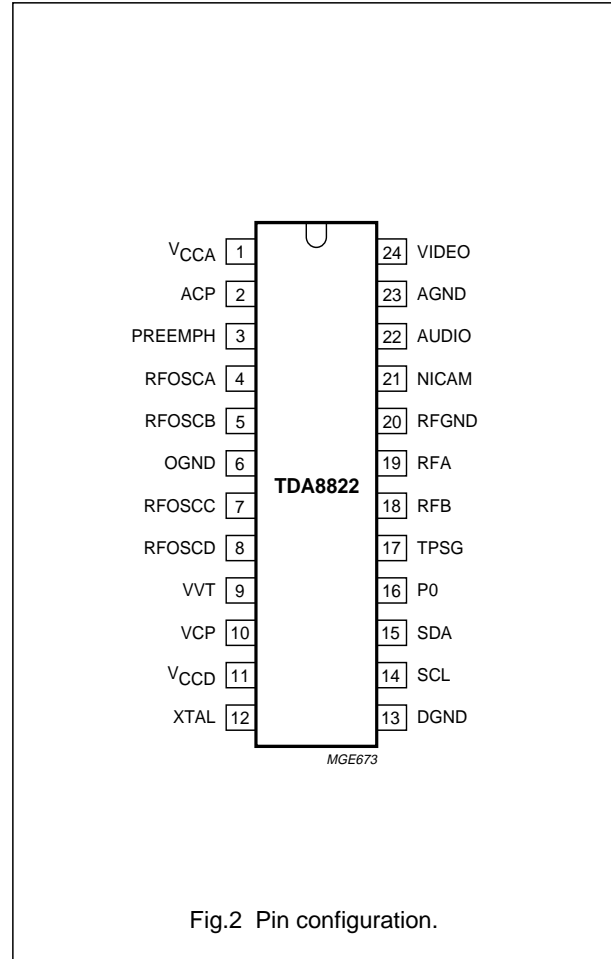 VCCA 1 24 VIDEO
ACP 2 23 AGND
PREEMPH 3 22 AUDIO
RFOSCA 4 21 NICAM
RFOSCB 5 20 RFGND
OGND 6 19 RFA
TDA8822
RFOSCC 7 18 RFB
RFOSCD 8 17 TPSG
VVT 9 16 P0
VCP 10 15 SDA
VCCD 11 14 SCL
XTAL 12 13 DGND
MGE673
Fig.2 Pin configuration.